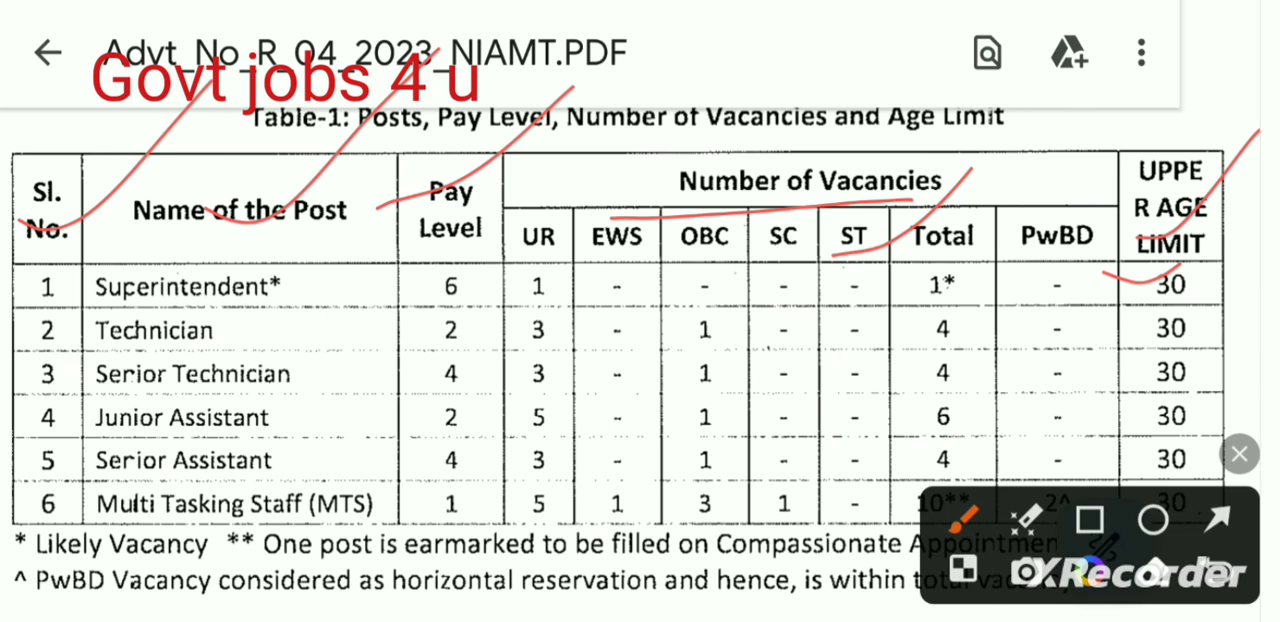 Advt_No_R_04_2023_NIAMT.PDF
Govt jobs 4 u
Table-1: Posts, Pay Level, Number of Vacancies and Age Limit
Sl. No. Name of the Post Pay Level Number of Vacancies UPPE R AGE LIMIT
UR EWS OBC SC ST Total PwBD
1 Superintendent* 6 1 - - - - 1* - 30
2 Technician 2 3 - 1 - - 4 - 30
3 Serior Technician 4 3 - 1 - - 4 - 30
4 Junior Assistant 2 5 - 1 - - 6 - 30
5 Serior Assistant 4 3 - 1 - - 4 - 30
6 Multi Tasking Staff (MTS) 1 5 1 3 1 - 10** 2^ 30
* Likely Vacancy ** One post is earmarked to be filled on Compassionate Appointmen
^ PwBD Vacancy considered as horizontal reservation and hence, is within total
XRecorder